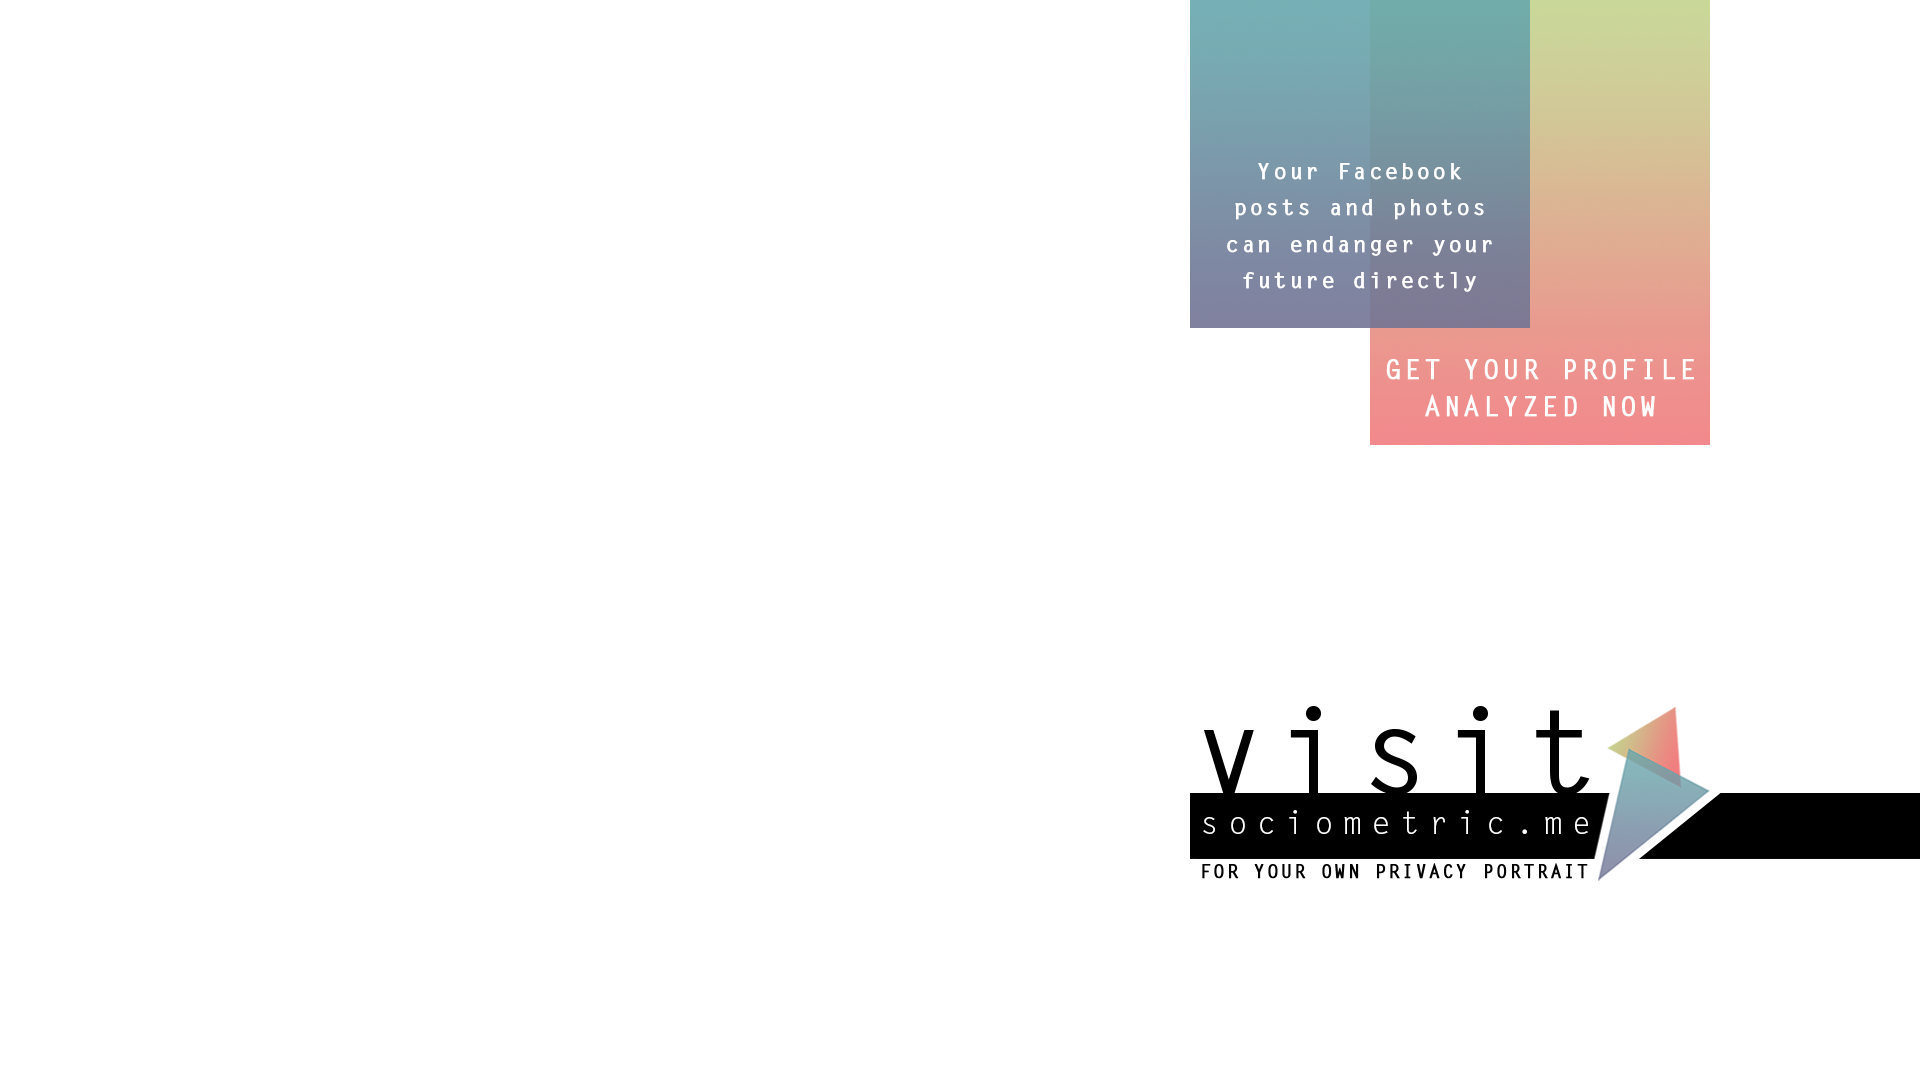 Your Facebook
posts and photos
can endanger your
future directly
GET YOUR PROFILE
ANALYZED NOW
visit
sociometric.me
FOR YOUR OWN PRIVACY PORTRAIT